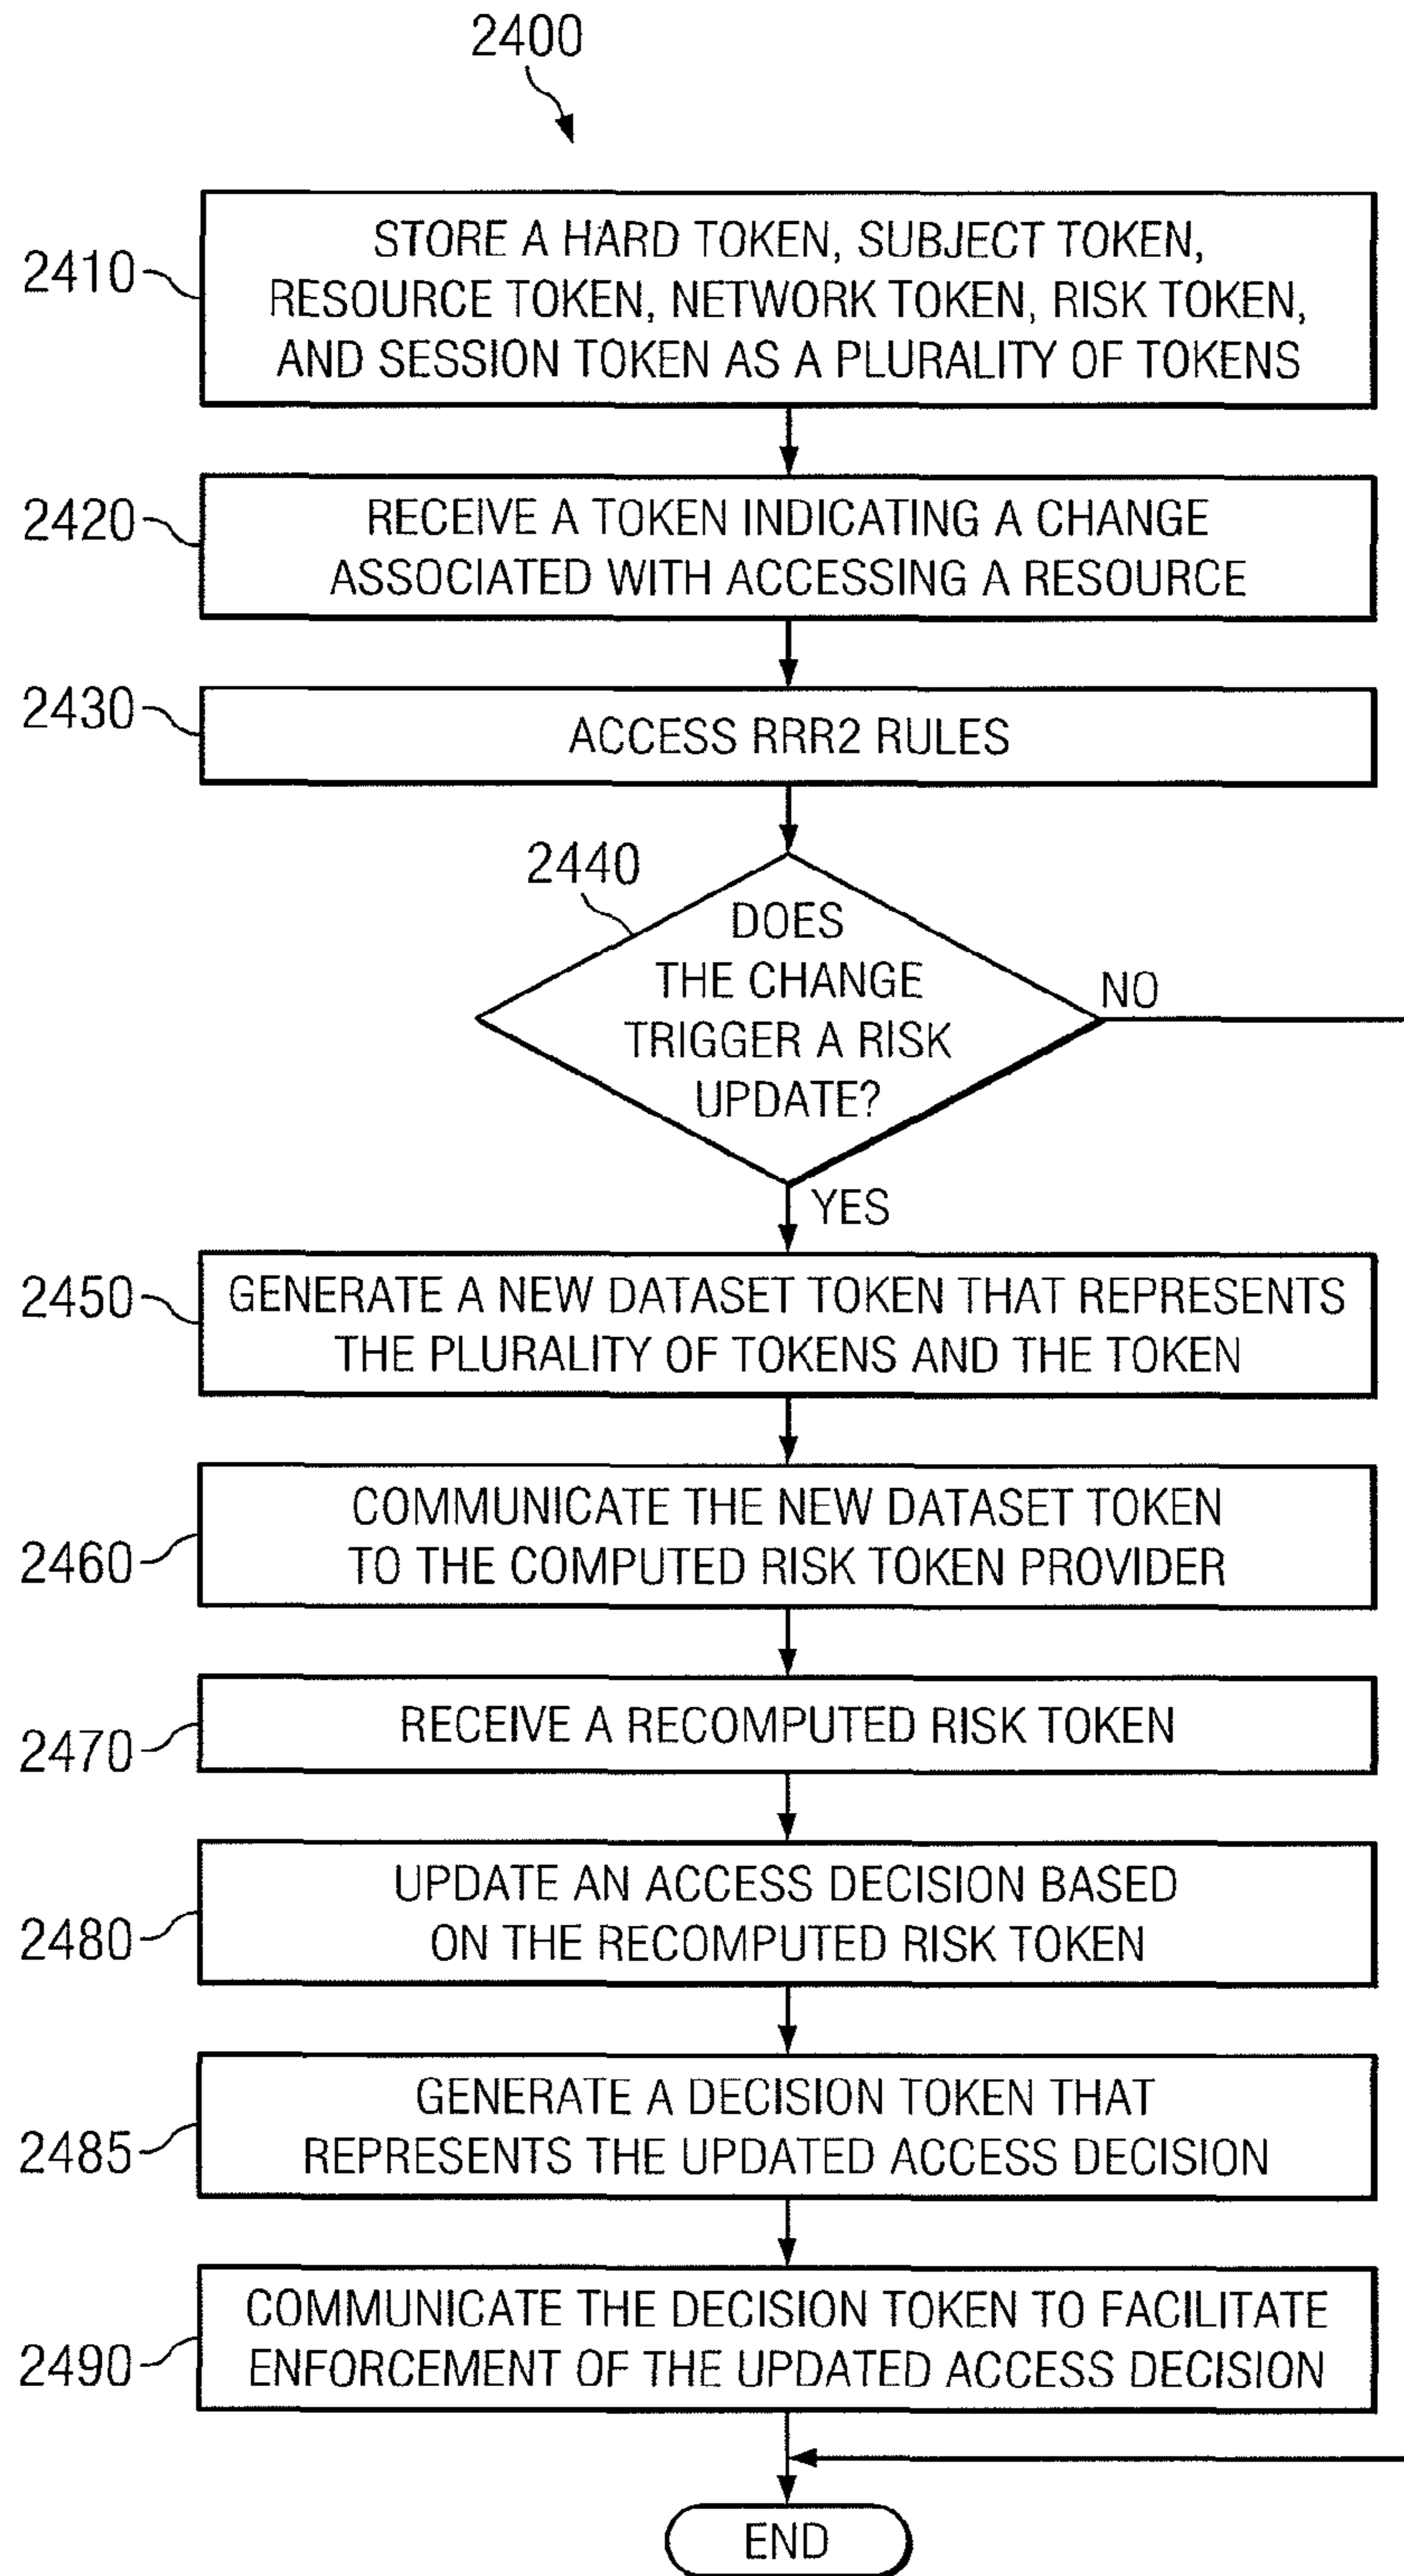 2400
2410
STORE A HARD TOKEN, SUBJECT TOKEN,
RESOURCE TOKEN, NETWORK TOKEN, RISK TOKEN,
AND SESSION TOKEN AS A PLURALITY OF TOKENS
2420
RECEIVE A TOKEN INDICATING A CHANGE
ASSOCIATED WITH ACCESSING A RESOURCE
2430
ACCESS RRR2 RULES
2440
DOES
THE CHANGE
TRIGGER A RISK
UPDATE?
NO
YES
2450
GENERATE A NEW DATASET TOKEN THAT REPRESENTS
THE PLURALITY OF TOKENS AND THE TOKEN
2460
COMMUNICATE THE NEW DATASET TOKEN
TO THE COMPUTED RISK TOKEN PROVIDER
2470
RECEIVE A RECOMPUTED RISK TOKEN
2480
UPDATE AN ACCESS DECISION BASED
ON THE RECOMPUTED RISK TOKEN
2485
GENERATE A DECISION TOKEN THAT
REPRESENTS THE UPDATED ACCESS DECISION
2490
COMMUNICATE THE DECISION TOKEN TO FACILITATE
ENFORCEMENT OF THE UPDATED ACCESS DECISION
END